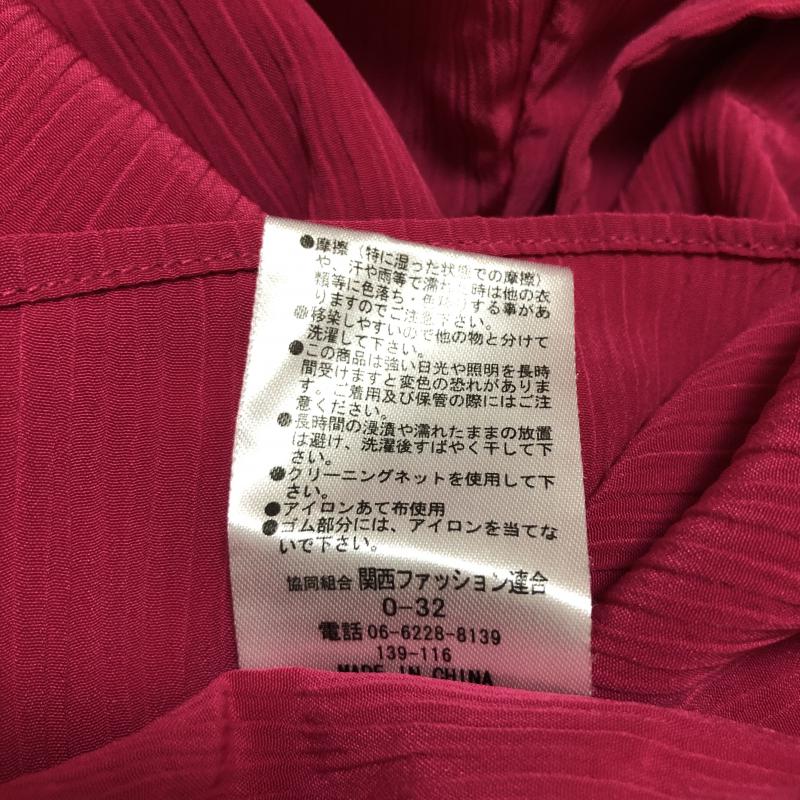 ●摩擦（特に湿った状態での摩擦）
や、汗や雨等で濡れ 時は他の衣
類等に色落ち・色 する事があ
りますのでご注意下さい。
●移染しやすいので他の物と分けて
洗濯して下さい。
●この商品は強い日光や照明を長時
間受けますと変色の恐れがありま
す。ご着用及び保管の際にはご注
意ください。
●長時間の浸漬や濡れたままの放置
は避け、洗濯後すばやく干して下
さい。
●クリーニングネットを使用して下
さい。
●アイロンあて布使用
●ゴム部分には、アイロンを当てな
いで下さい。
協同組合 関西ファッション連合
0-32
電話 06-6228-8139
139-116
MADE IN CHINA